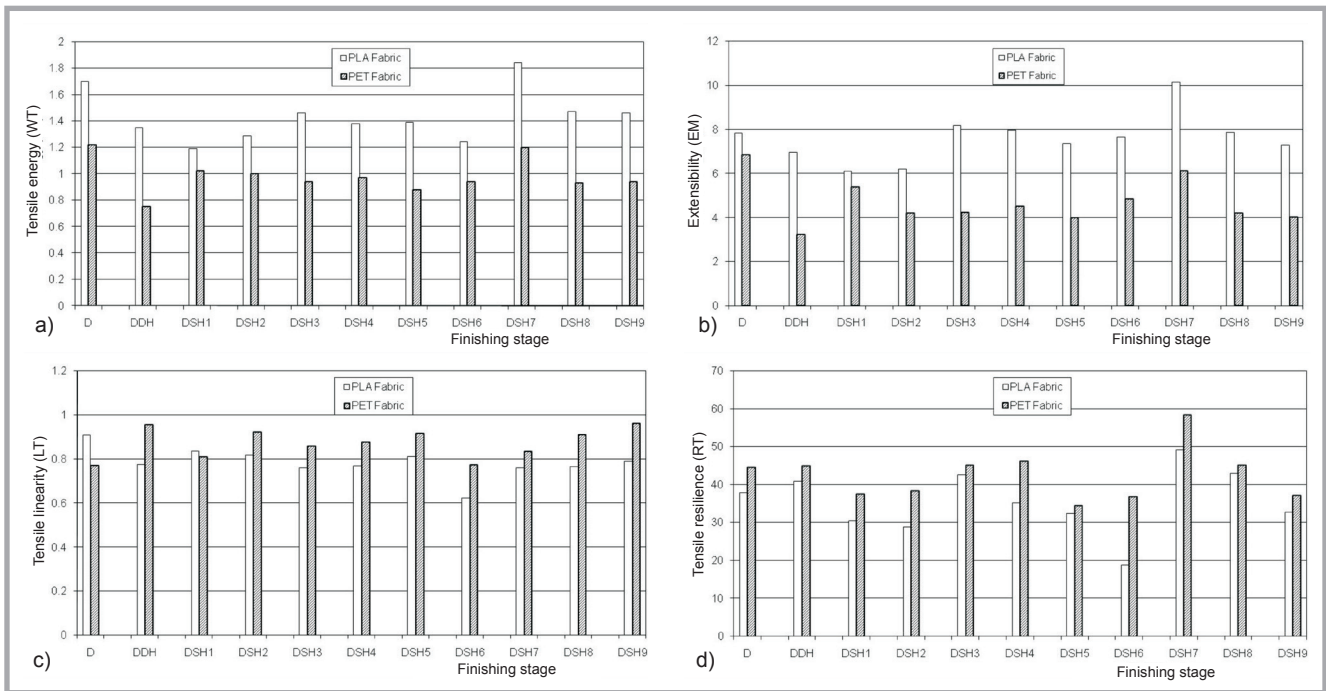 2
1.8
1.6
1.4
1.2
1
0.8
0.6
0.4
0.2
0
Tensile energy (WT)
PLA Fabric
PET Fabric
D DDH DSH1 DSH2 DSH3 DSH4 DSH5 DSH6 DSH7 DSH8 DSH9
a)
Finishing stage
12
10
8
6
4
2
0
Extensibility (EM)
PLA Fabric
PET Fabric
D DDH DSH1 DSH2 DSH3 DSH4 DSH5 DSH6 DSH7 DSH8 DSH9
b)
Finishing stage
1.2
1
0.8
0.6
0.4
0.2
0
Tensile linearity (LT)
PLA Fabric
PET Fabric
D DDH DSH1 DSH2 DSH3 DSH4 DSH5 DSH6 DSH7 DSH8 DSH9
c)
Finishing stage
70
60
50
40
30
20
10
0
Tensile resilience (RT)
PLA Fabric
PET Fabric
D DDH DSH1 DSH2 DSH3 DSH4 DSH5 DSH6 DSH7 DSH8 DSH9
d)
Finishing stage